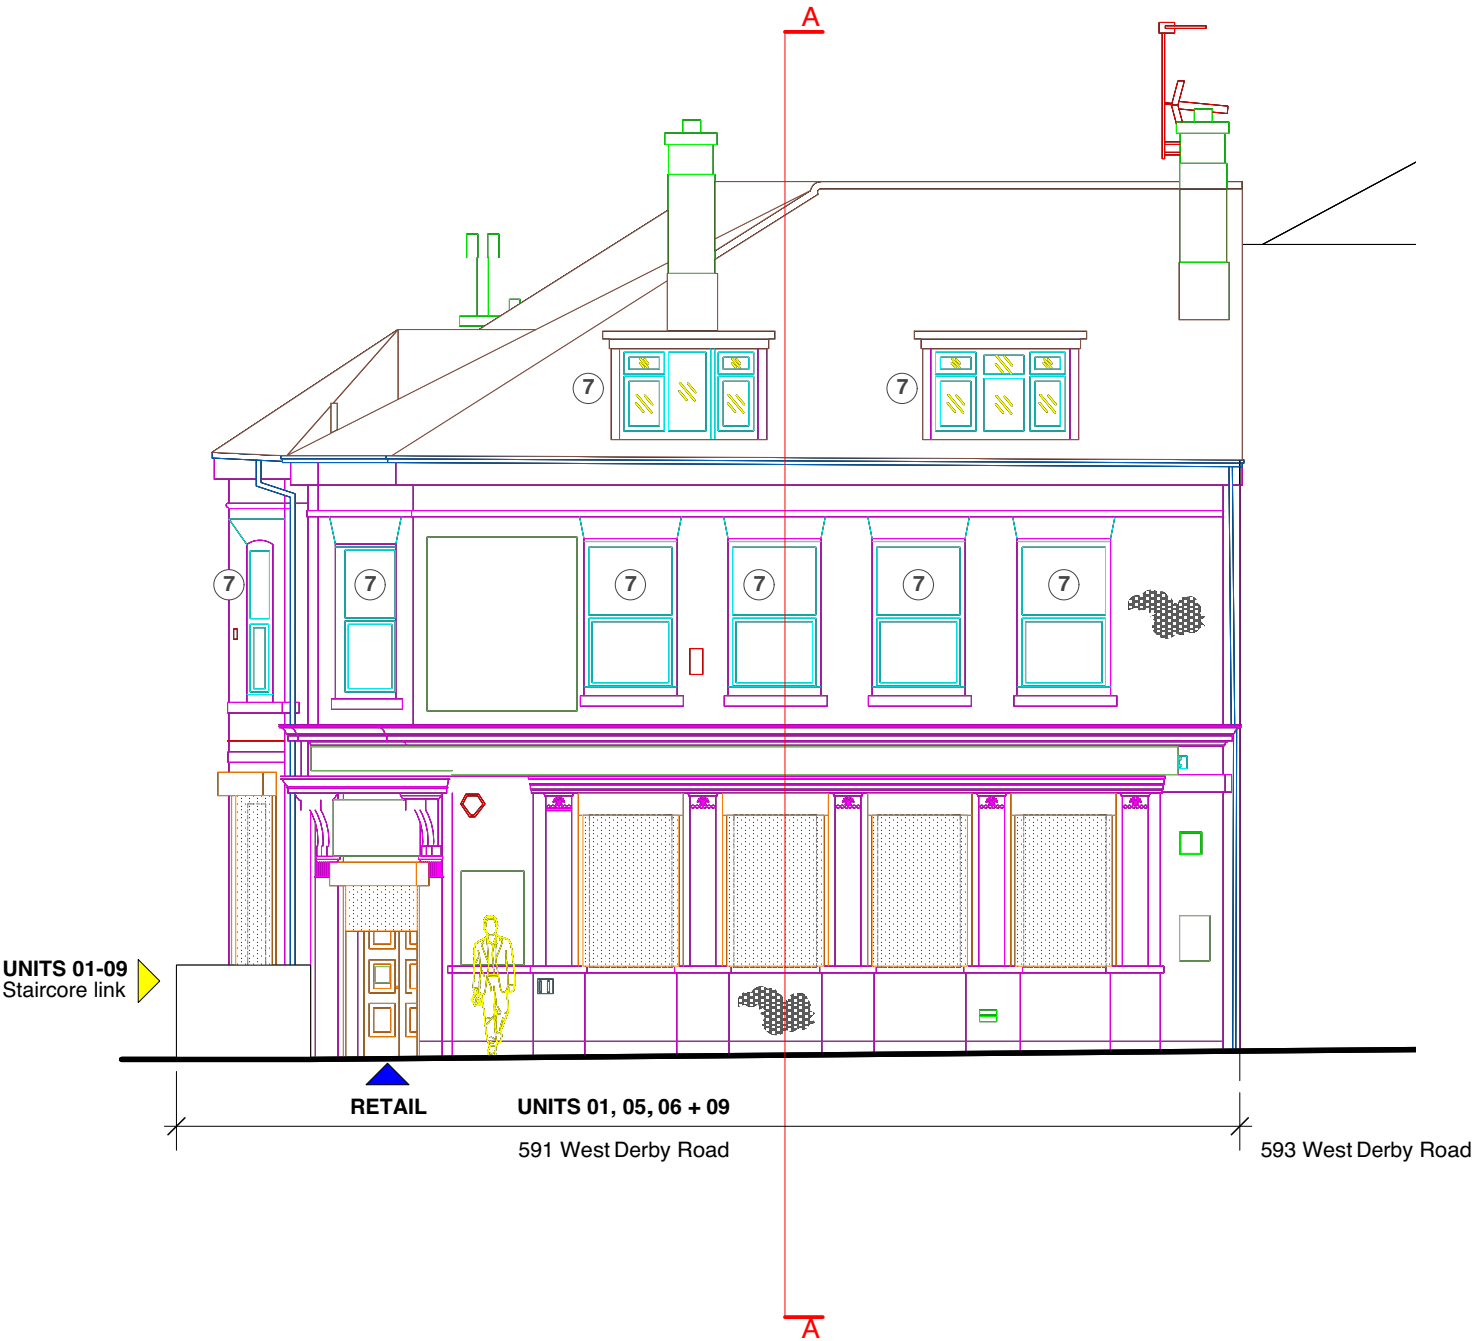 A
7
7
7
7
7
7
7
7
UNITS 01-09
Staircore link
RETAIL
UNITS 01, 05, 06 + 09
591 West Derby Road
593 West Derby Road
A